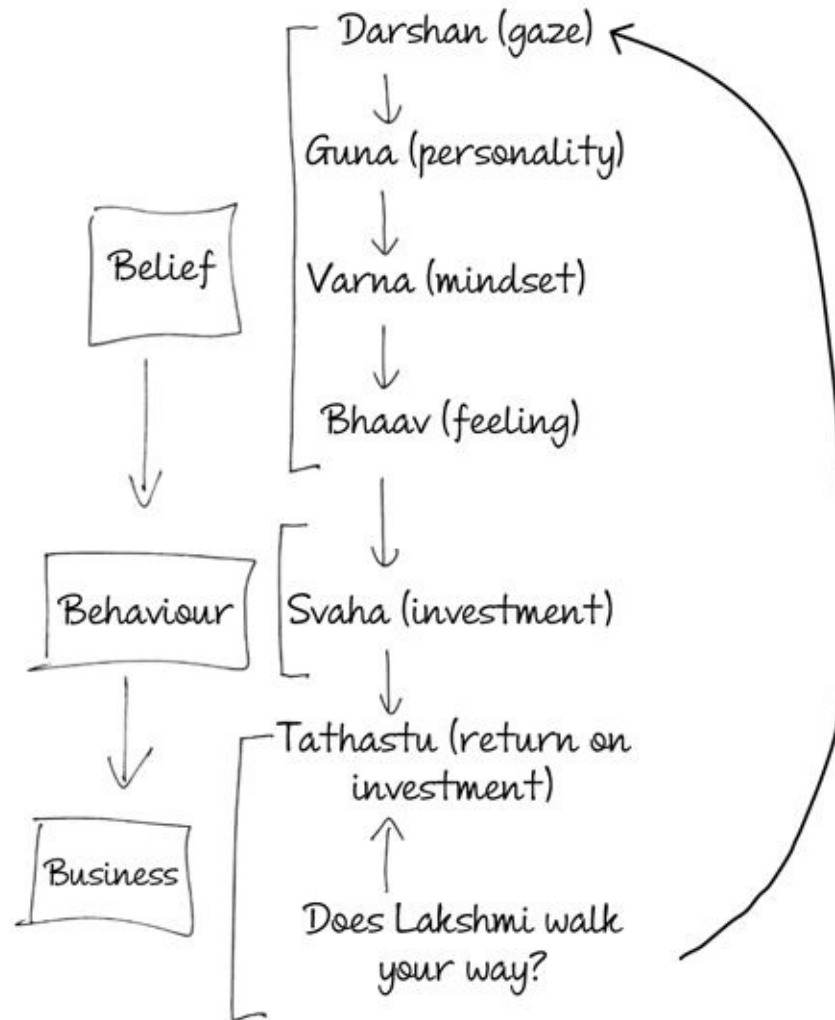 Darshan (gaze)
Guna (personality)
Belief
Varna (mindset)
Bhaav (feeling)
Behaviour
Svaha (investment)
Tathastu (return on
investment)
Business
Does Lakshmi walk
your way?